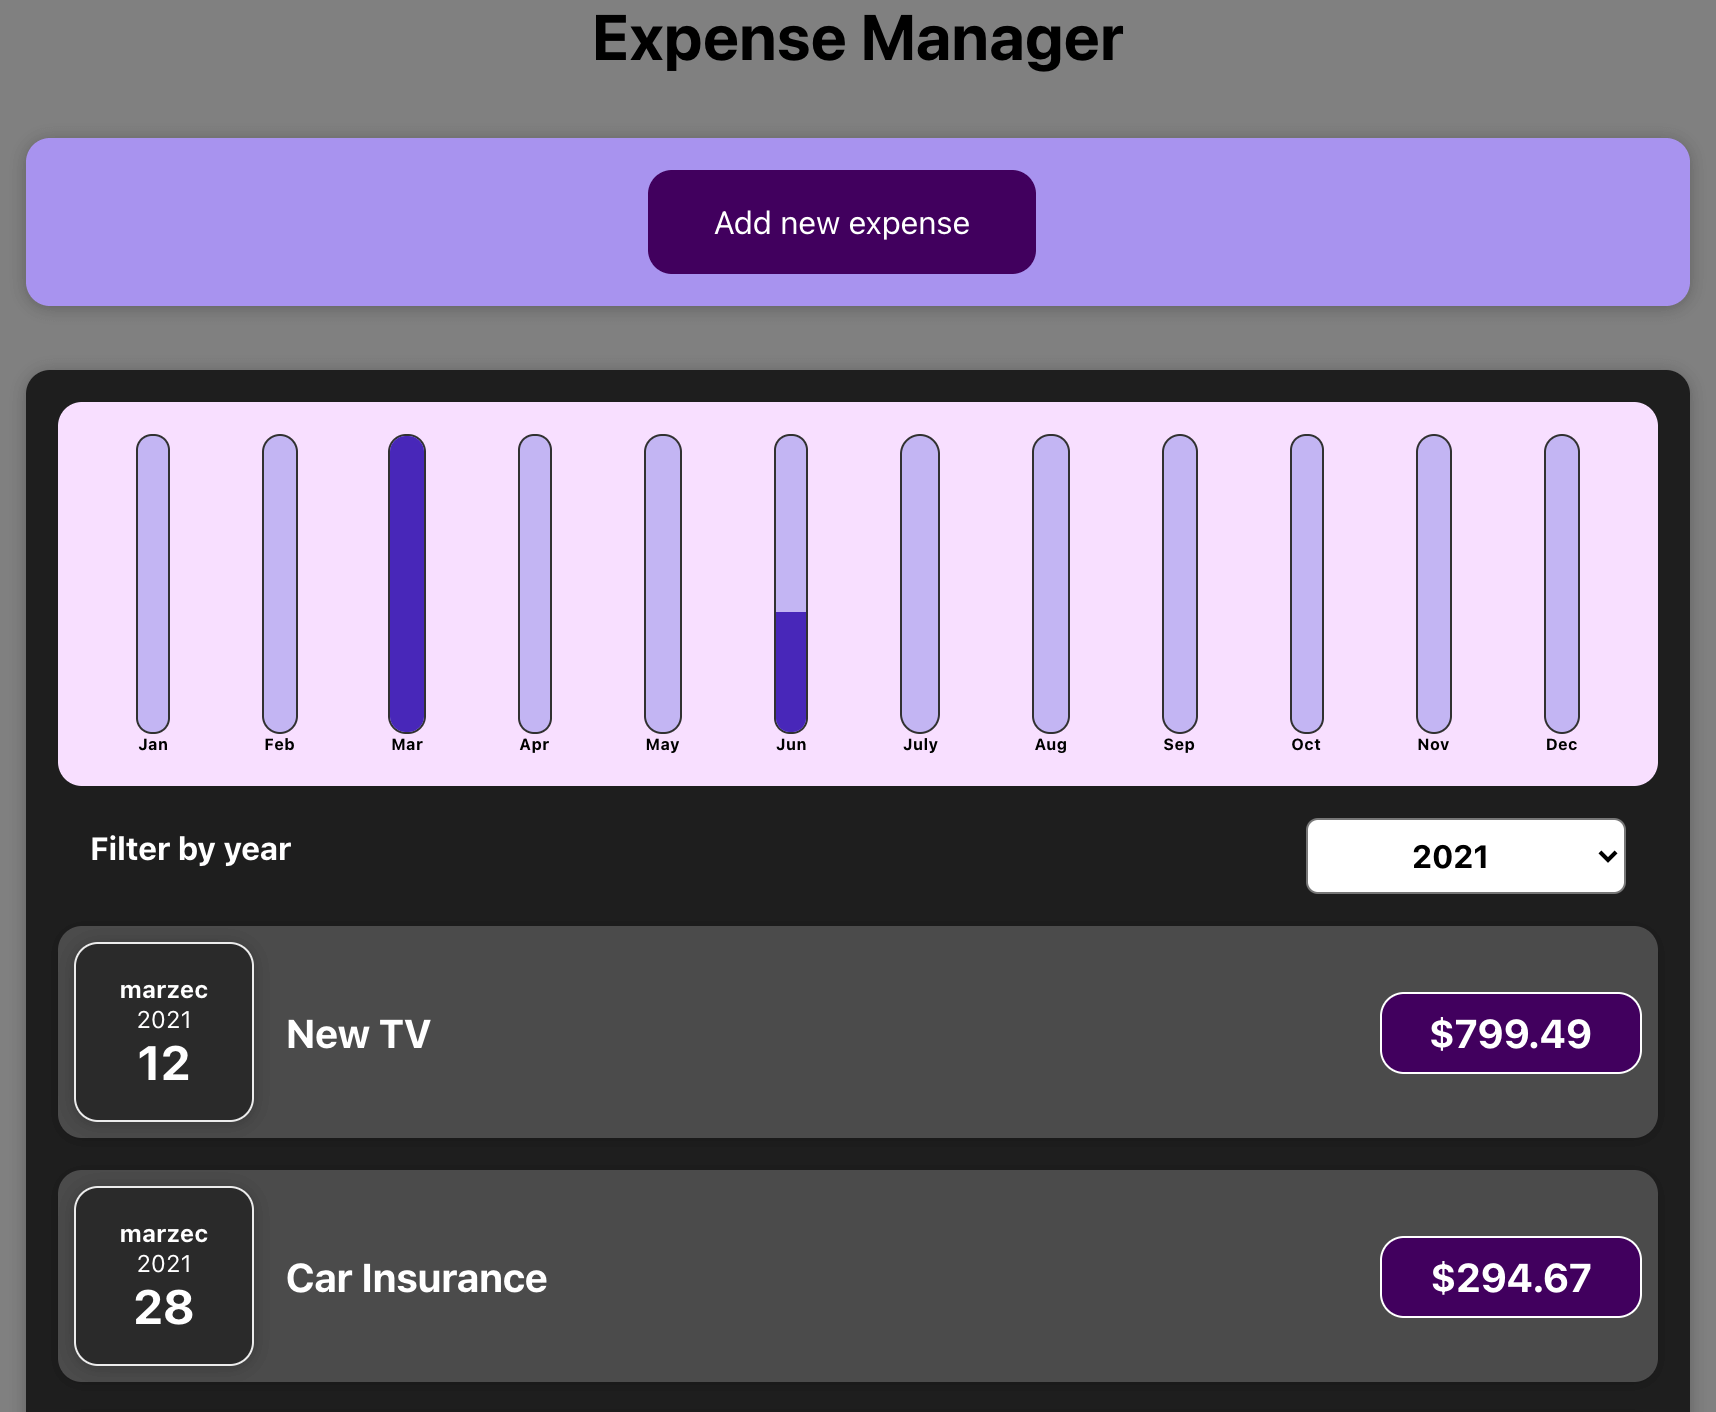 Expense Manager
Add new expense
Jan Feb Mar Apr May Jun July Aug Sep Oct Nov Dec
Filter by year
2021
marzec
2021
12
New TV
$799.49
marzec
2021
28
Car Insurance
$294.67